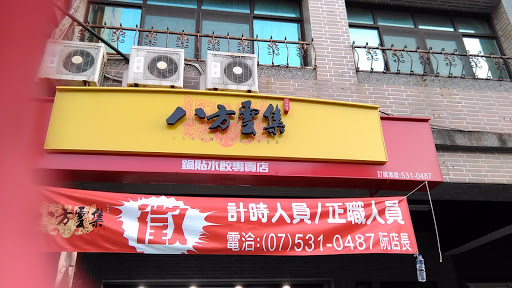 八方雲集
鍋貼水餃專賣店
訂購專線:531-0487
八方雲集
徵
計時人員/正職人員
電洽:(07)531-0487 阮店長